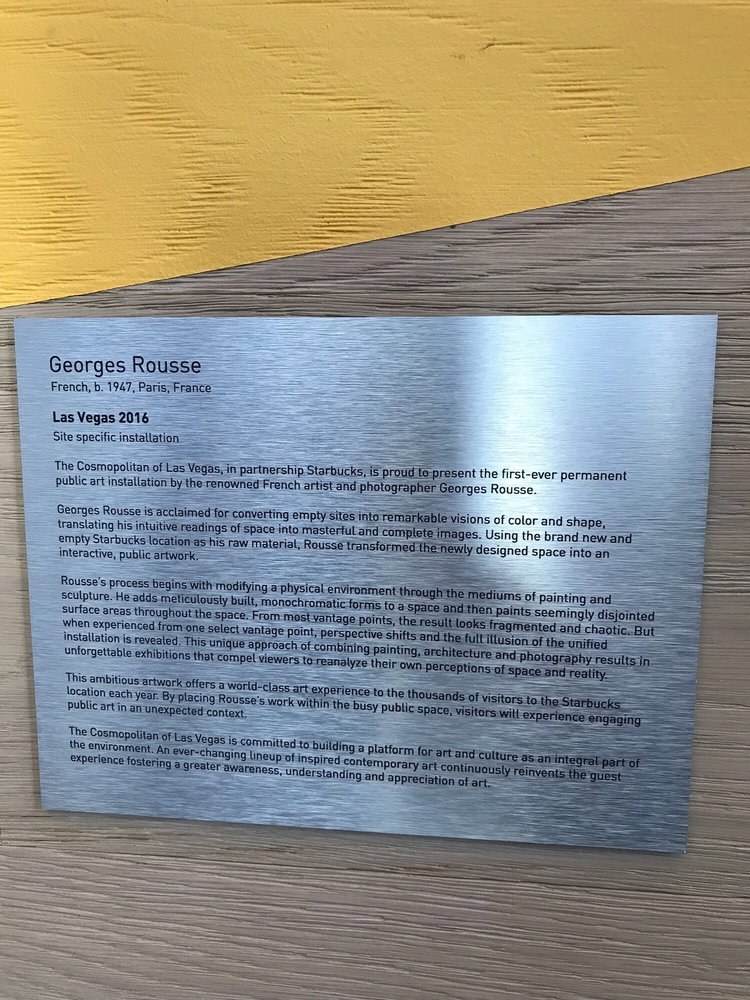 Georges Rousse
French, b. 1947, Paris, France
Las Vegas 2016
Site specific installation
The Cosmopolitan of Las Vegas, in partnership Starbucks, is proud to present the first-ever permanent
public art installation by the renowned French artist and photographer Georges Rousse.
Georges Rousse is acclaimed for converting empty sites into remarkable visions of color and shape,
translating his intuitive readings of space into masterful and complete images. Using the brand new and
empty Starbucks location as his raw material, Rousse transformed the newly designed space into an
interactive, public artwork.
Rousse's process begins with modifying a physical environment through the mediums of painting and
sculpture. He adds meticulously built, monochromatic forms to a space and then paints seemingly disjointed
surface areas throughout the space. From most vantage points, the result looks fragmented and chaotic. But
when experienced from one select vantage point, perspective shifts and the full illusion of the unified
installation is revealed. This unique approach of combining painting, architecture and photography results in
unforgettable exhibitions that compel viewers to reanalyze their own perceptions of space and reality.
This ambitious artwork offers a world-class art experience to the thousands of visitors to the Starbucks
location each year. By placing Rousse's work within the busy public space, visitors will experience engaging
public art in an unexpected context.
The Cosmopolitan of Las Vegas is committed to building a platform for art and culture as an integral part of
the environment. An ever-changing lineup of inspired contemporary art continuously reinvents the guest
experience fostering a greater awareness, understanding and appreciation of art.